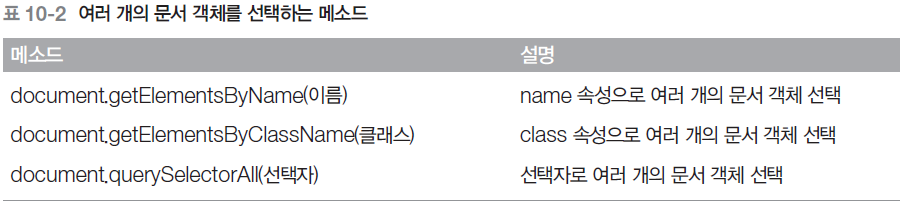 표 10-2 여러 개의 문서 객체를 선택하는 메소드
메소드 설명
document.getElementsByName(이름) name 속성으로 여러 개의 문서 객체 선택
document.getElementsByClassName(클래스) class 속성으로 여러 개의 문서 객체 선택
document.querySelectorAll(선택자) 선택자로 여러 개의 문서 객체 선택